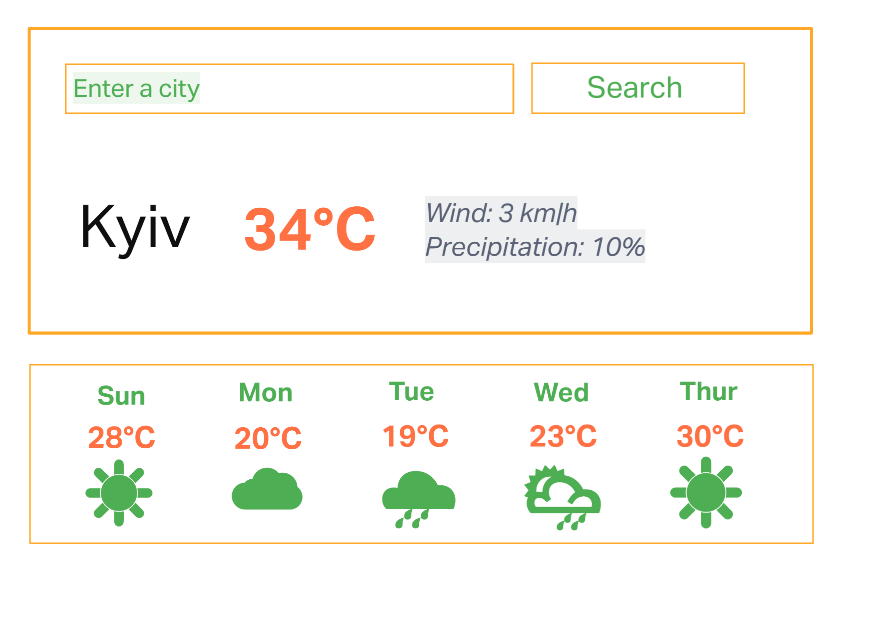 Enter a city
Search
Kyiv
34°C
Wind: 3 km/h
Precipitation: 10%
Sun Mon Tue Wed Thur
28°C 20°C 19°C 23°C 30°C